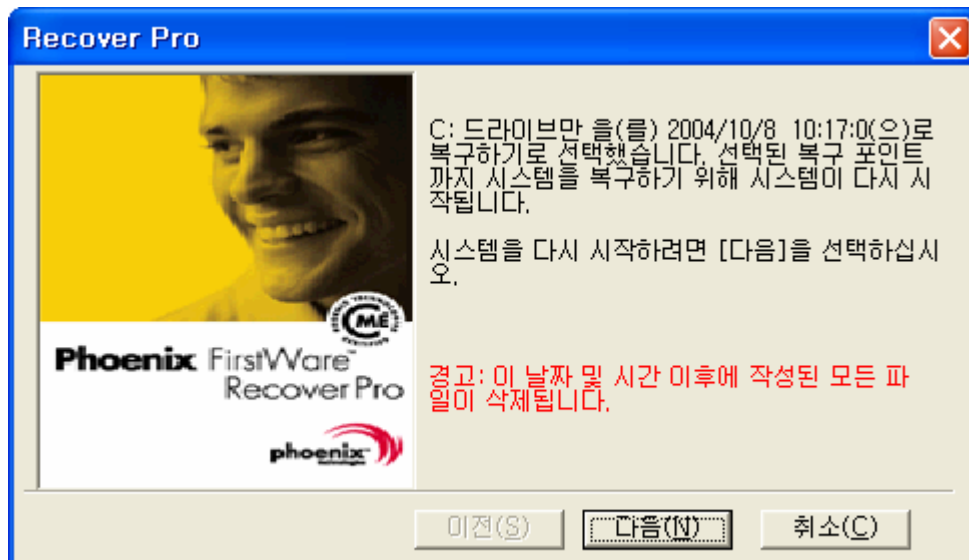 Recover Pro
C: 드라이브만 을(를) 2004/10/8 10:17:0(으)로
복구하기로 선택했습니다. 선택된 복구 포인트
까지 시스템을 복구하기 위해 시스템이 다시 시
작됩니다.
시스템을 다시 시작하려면 [다음]을 선택하십시
오.
CME
Phoenix FirstWare™
Recover Pro
경고: 이 날짜 및 시간 이후에 작성된 모든 파
일이 삭제됩니다.
phoenix
이전(S)
다음(N)
취소(C)